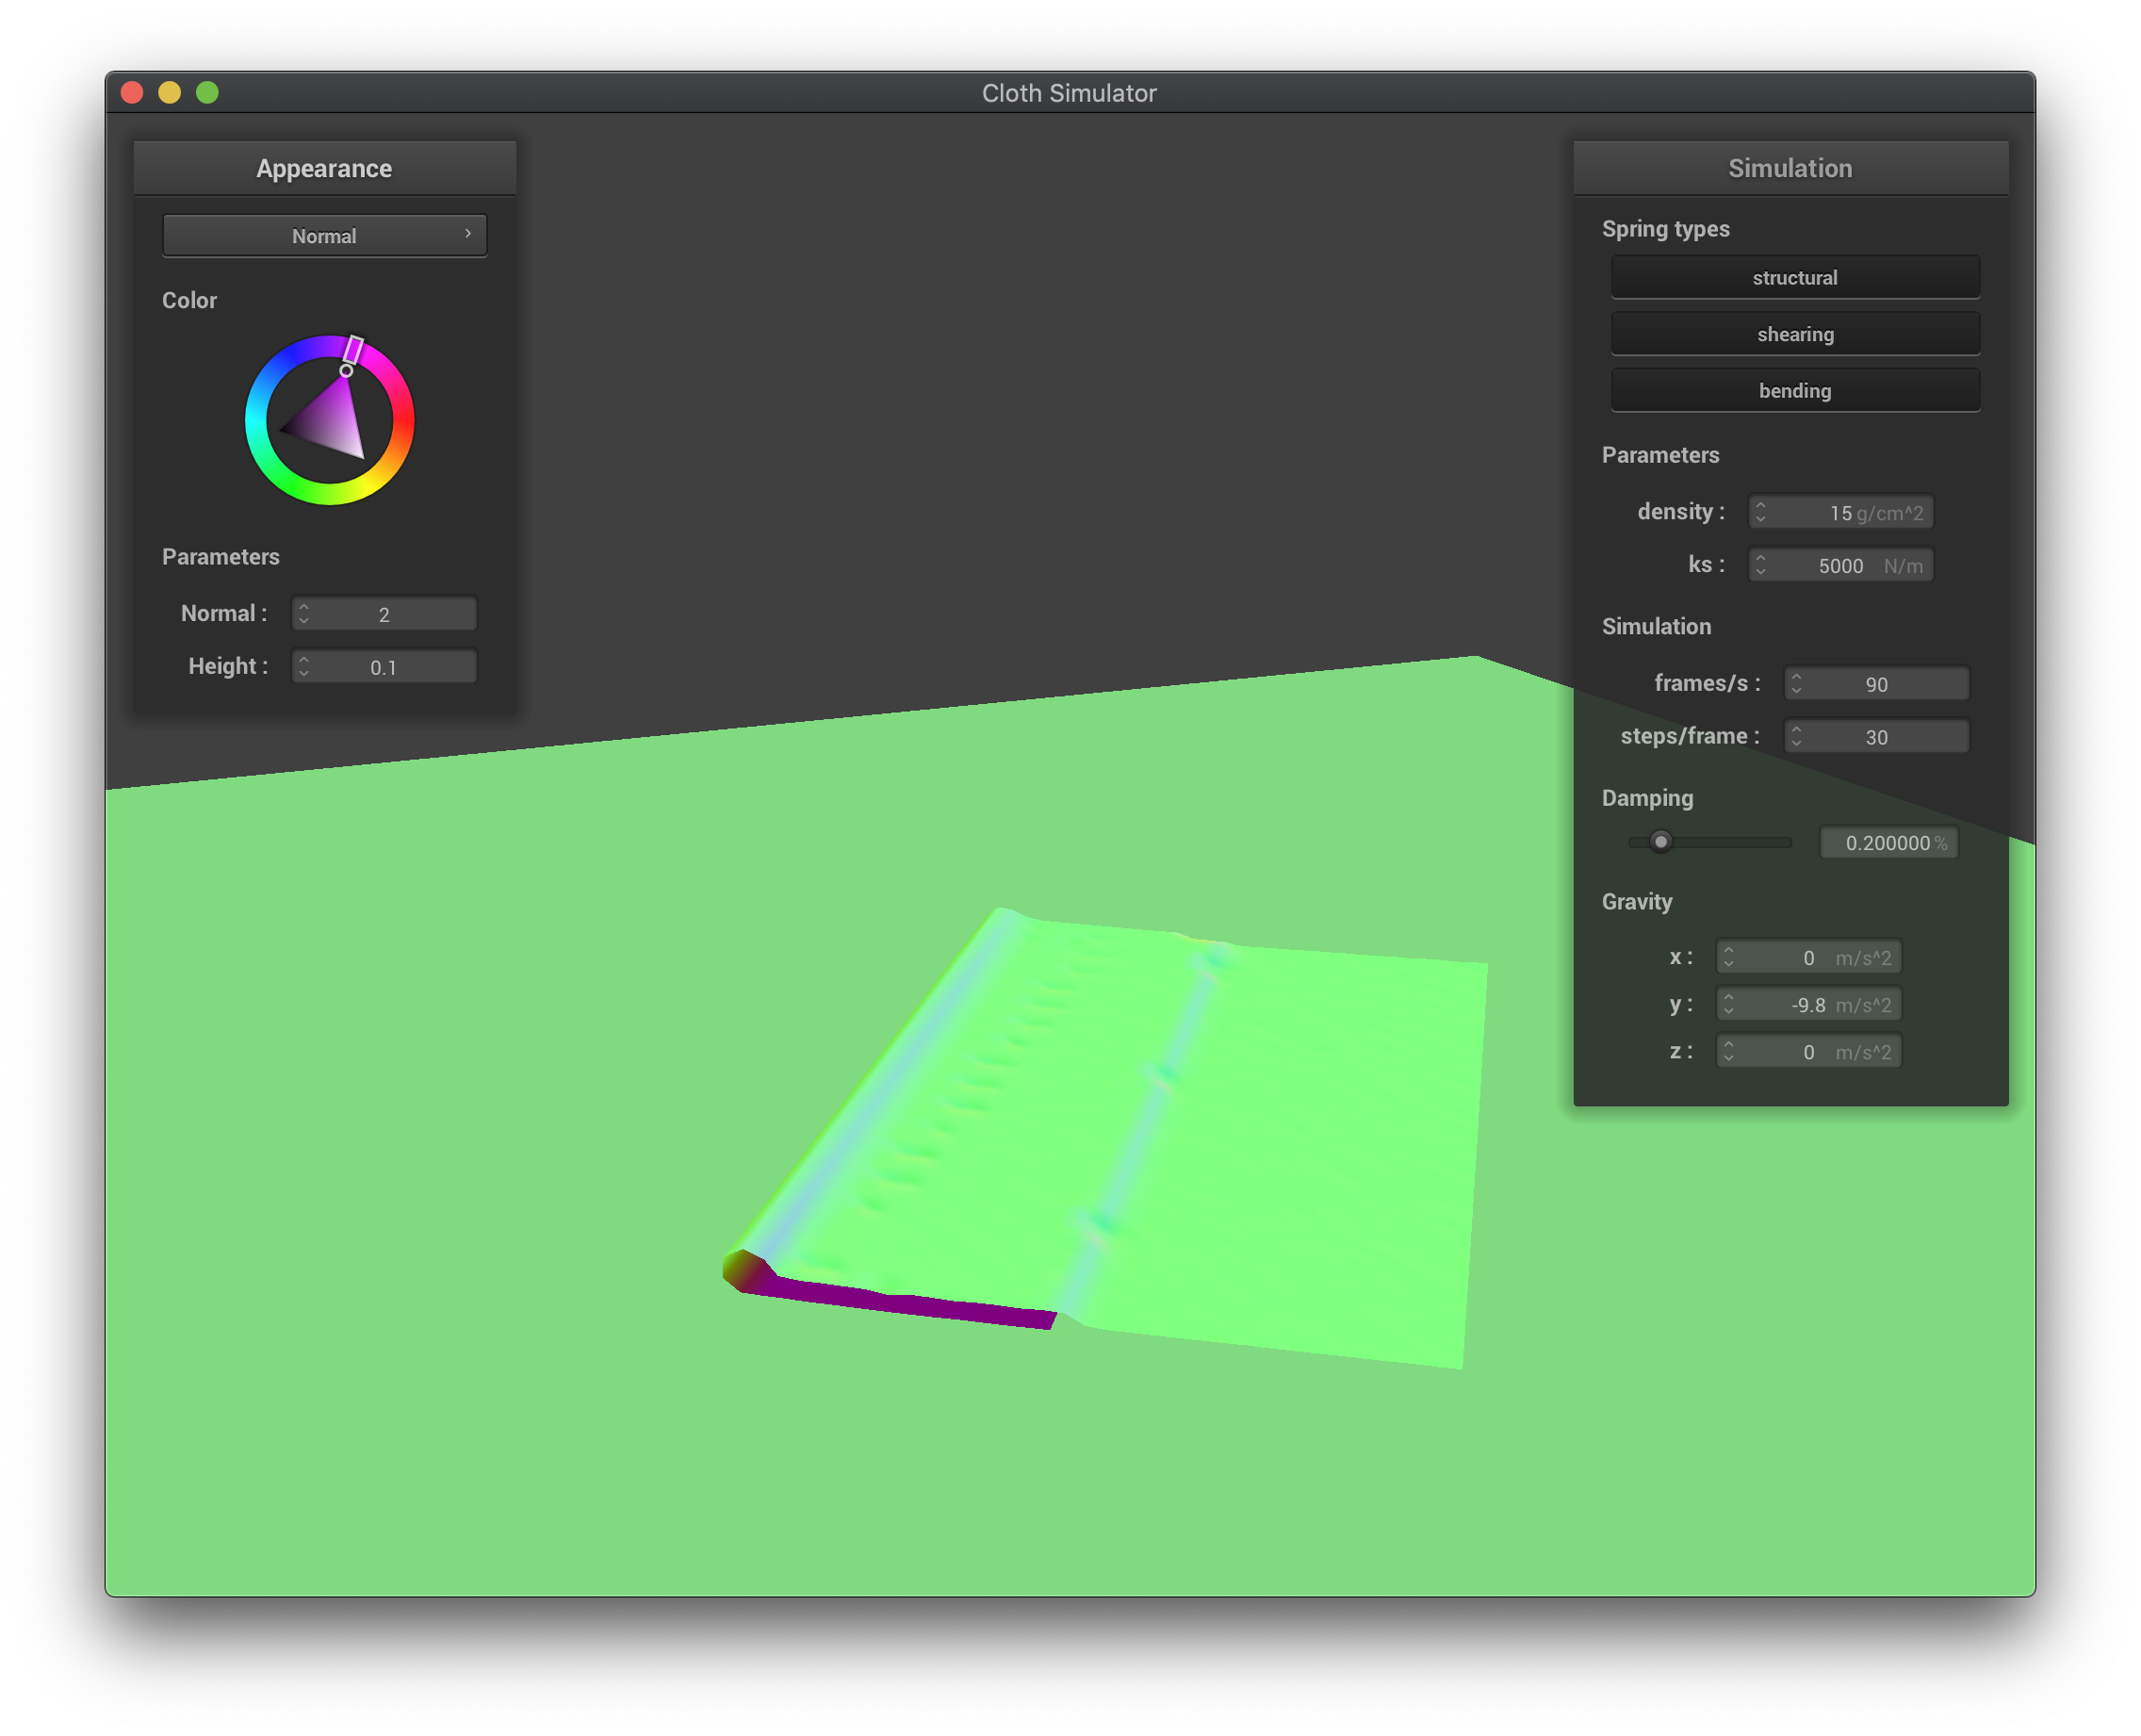 Cloth Simulator
Appearance
Normal
Color
Parameters
Normal : 2
Height : 0.1
Simulation
Spring types
structural
shearing
bending
Parameters
density : 15 g/cm^2
ks : 5000 N/m
Simulation
frames/s : 90
steps/frame : 30
Damping
0.200000 %
Gravity
x : 0 m/s^2
y : -9.8 m/s^2
z : 0 m/s^2